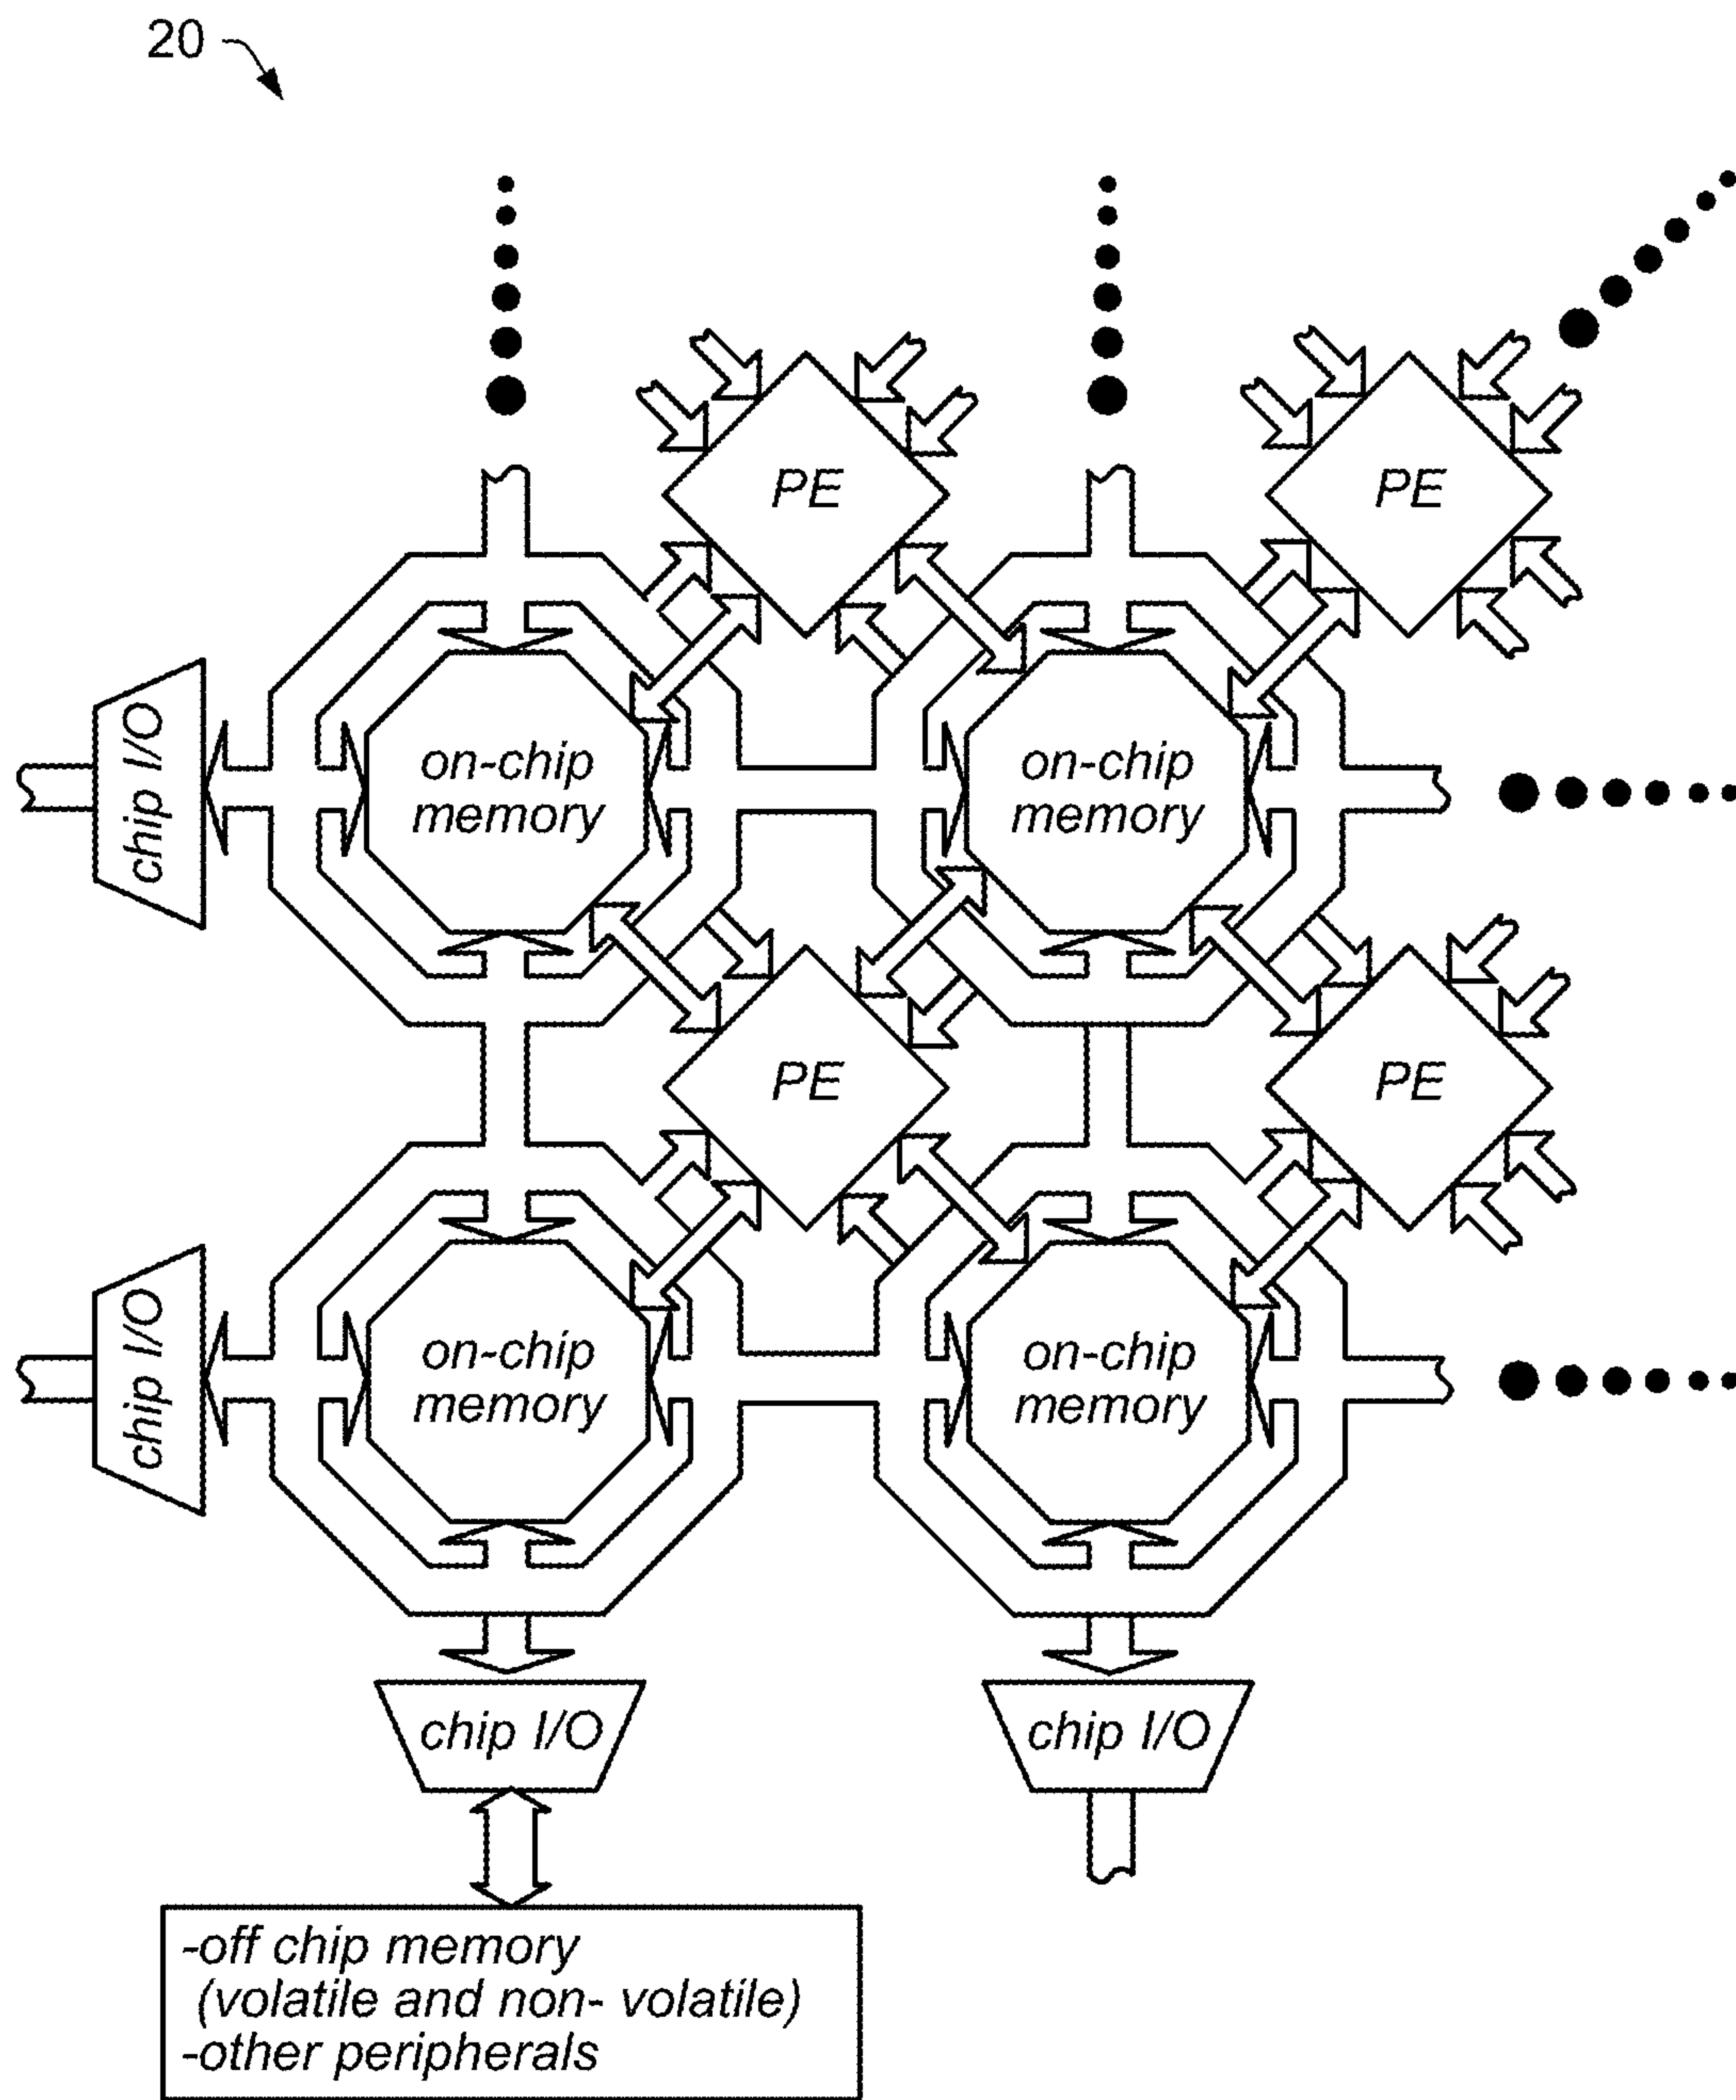 20
PE
PE
chip I/O
on-chip
memory
on-chip
memory
PE
PE
chip I/O
on-chip
memory
on-chip
memory
chip I/O
chip I/O
-off chip memory
(volatile and non- volatile)
-other peripherals